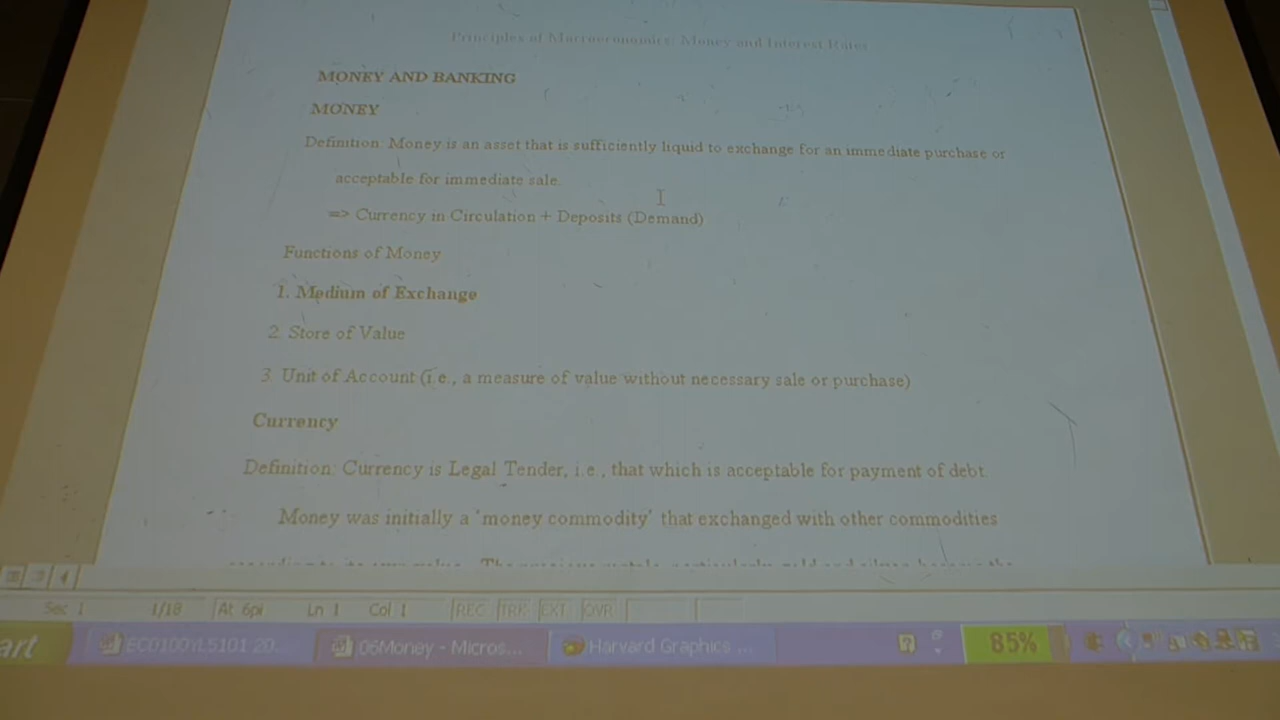 Principles of Macroeconomics: Money and Interest Rates
MONEY AND BANKING
MONEY
Definition: Money is an asset that is sufficiently liquid to exchange for an immediate purchase or
acceptable for immediate sale.
=> Currency in Circulation + Deposits (Demand)
Functions of Money
1. Medium of Exchange
2. Store of Value
3. Unit of Account (i.e., a measure of value without necessary sale or purchase)
Currency
Definition: Currency is Legal Tender, i.e., that which is acceptable for payment of debt.
Money was initially a 'money commodity' that exchanged with other commodities
Sec 1 1/18 At 6pi Ln 1 Col 1 REC TRK EXT OVR
art ECO100YL5101 20... 06Money - Micros... Harvard Graphics ... 85%